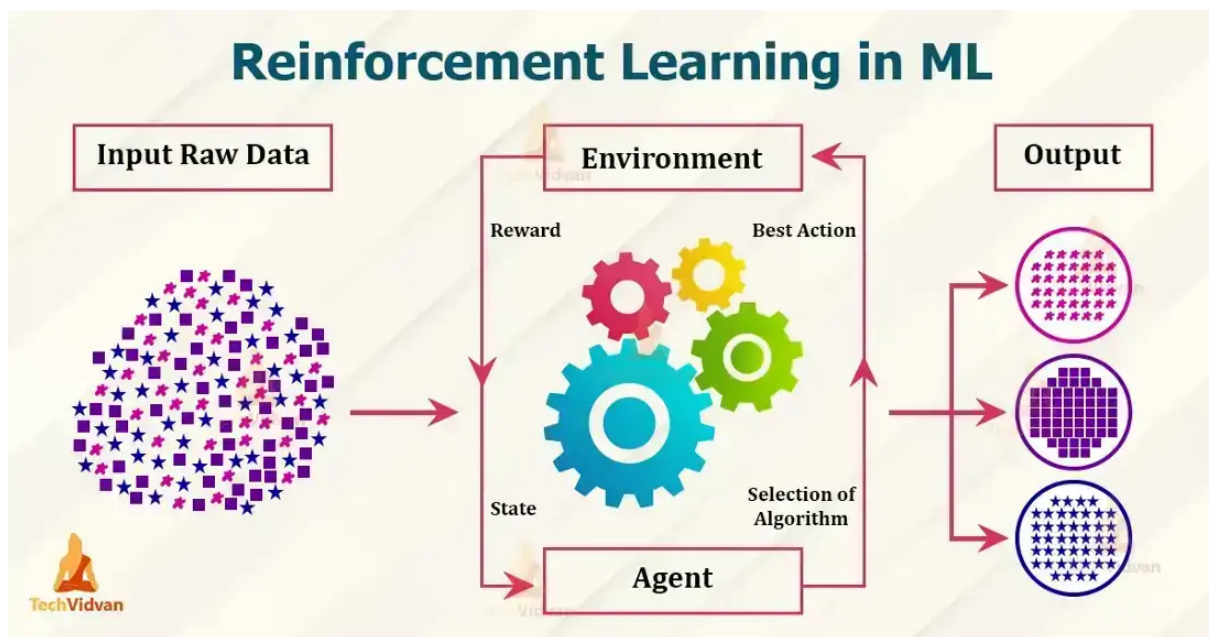 Reinforcement Learning in ML
Input Raw Data
Environment
Output
Reward
Best Action
State
Selection of
Algorithm
Agent
TechVidvan